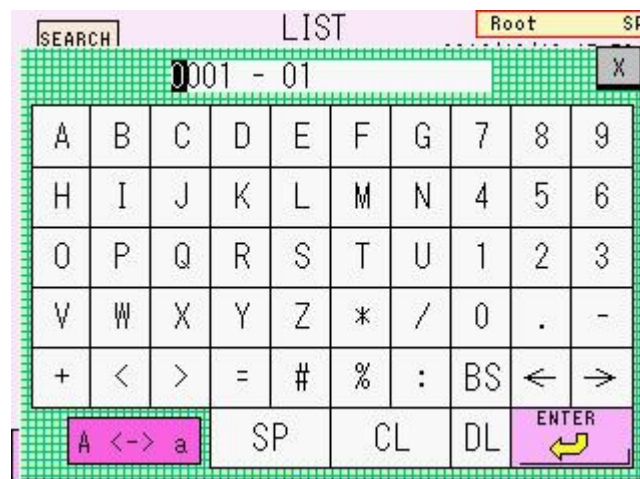 LIST
Root
SEARCH
0001 - 01
X
A B C D E F G 7 8 9
H I J K L M N 4 5 6
O P Q R S T U 1 2 3
V W X Y Z * / 0 . -
+ < > = # % : BS ← →
A <-> a SP CL DL ENTER